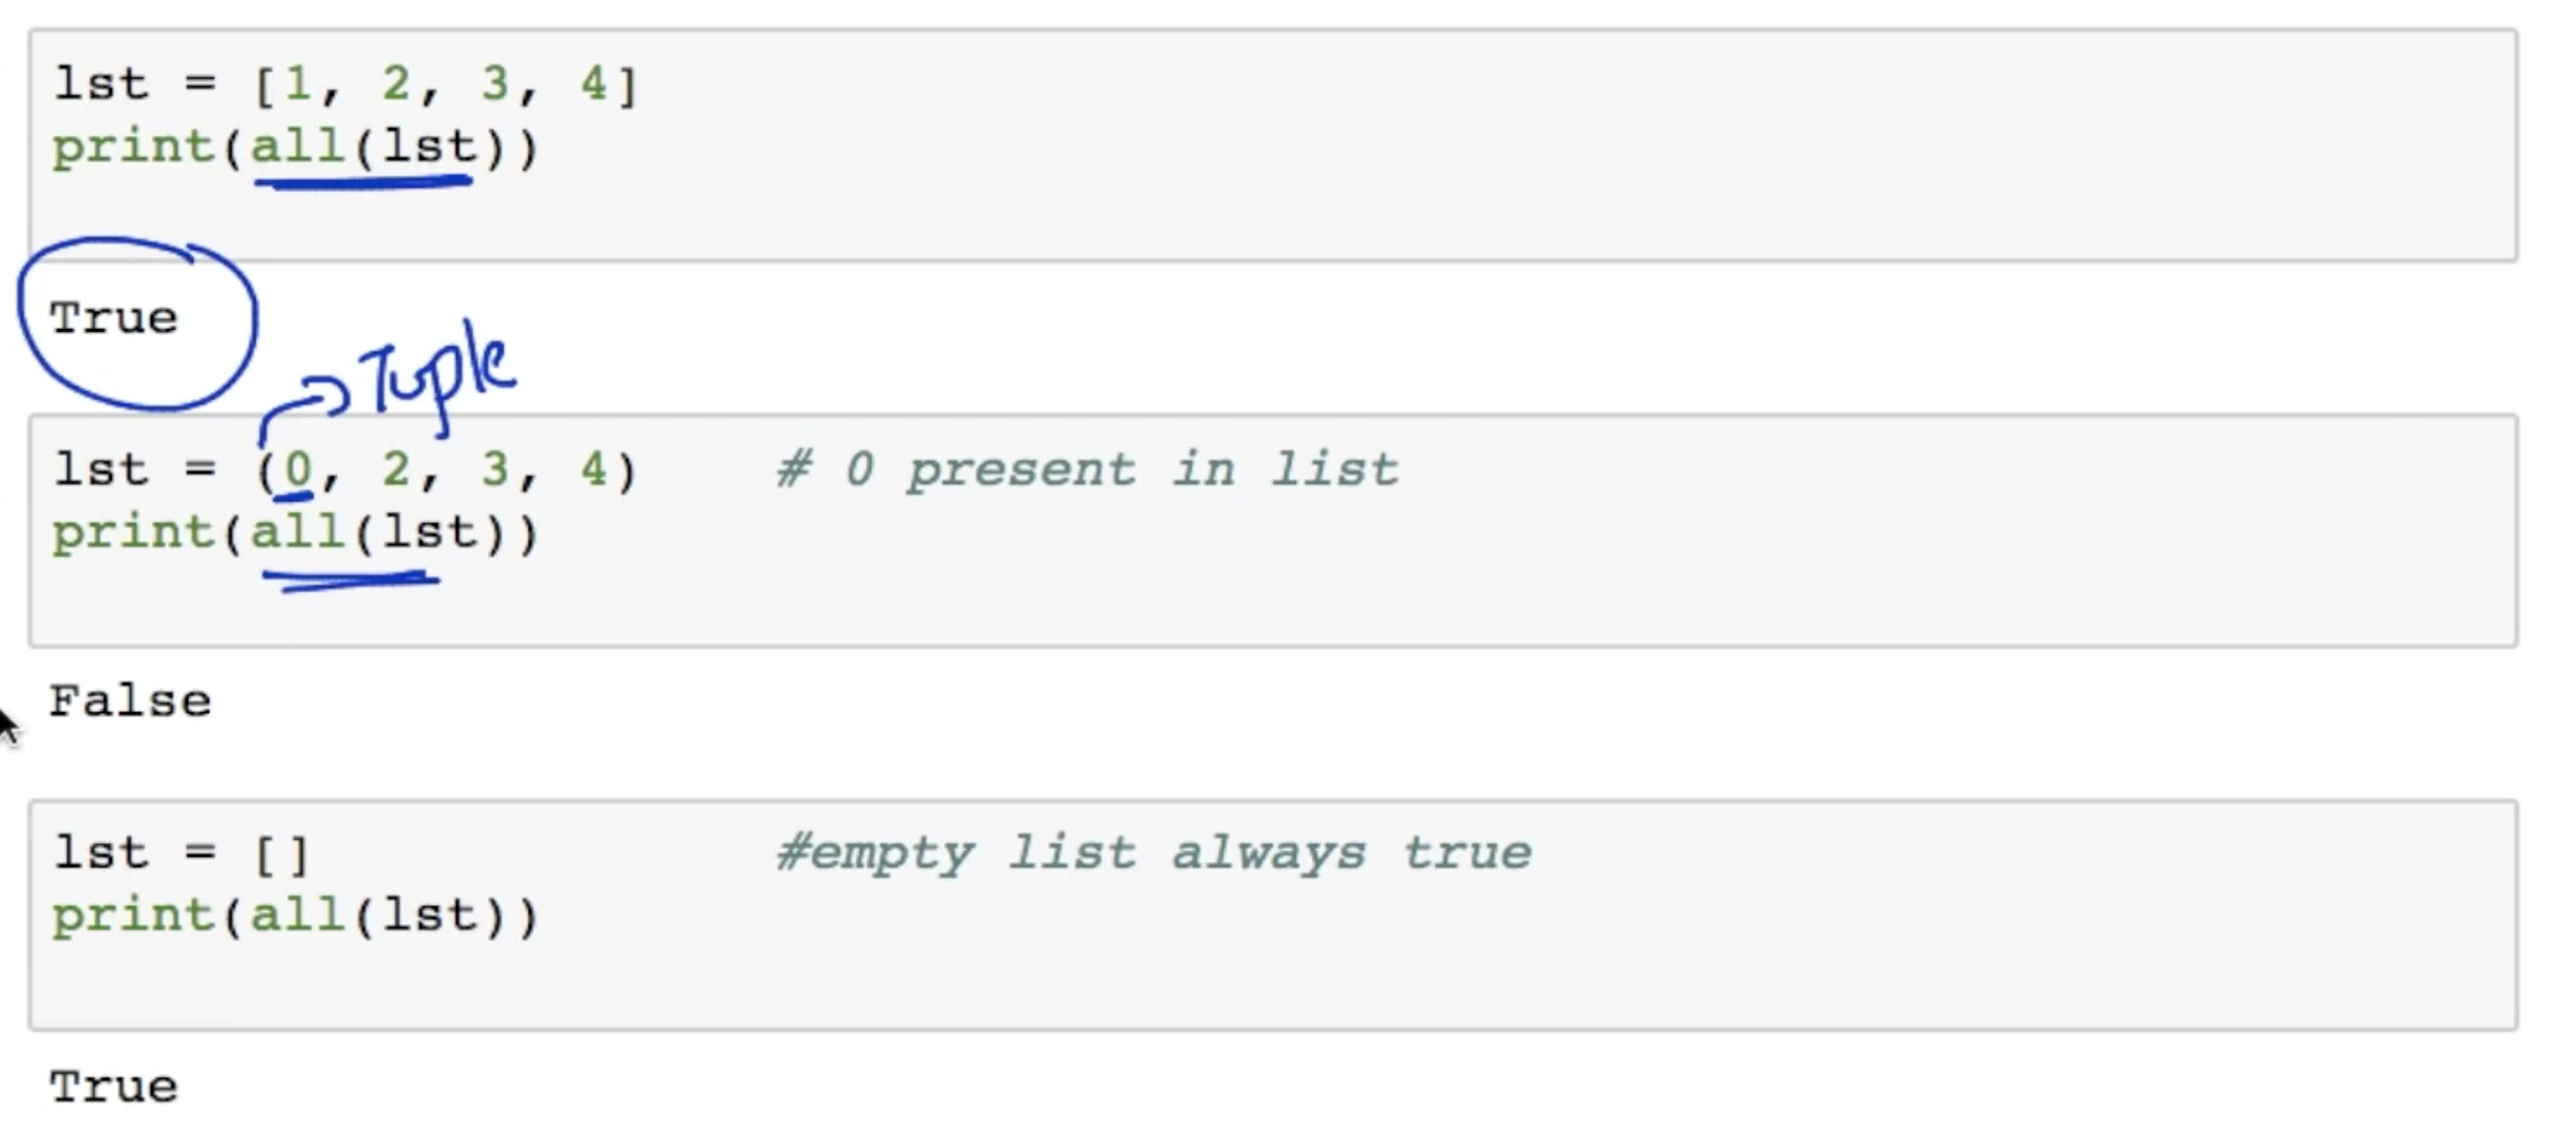 lst = [1, 2, 3, 4]
print(all(lst))
True
Tuple
lst = (0, 2, 3, 4)    # 0 present in list
print(all(lst))
False
lst = []    #empty list always true
print(all(lst))
True